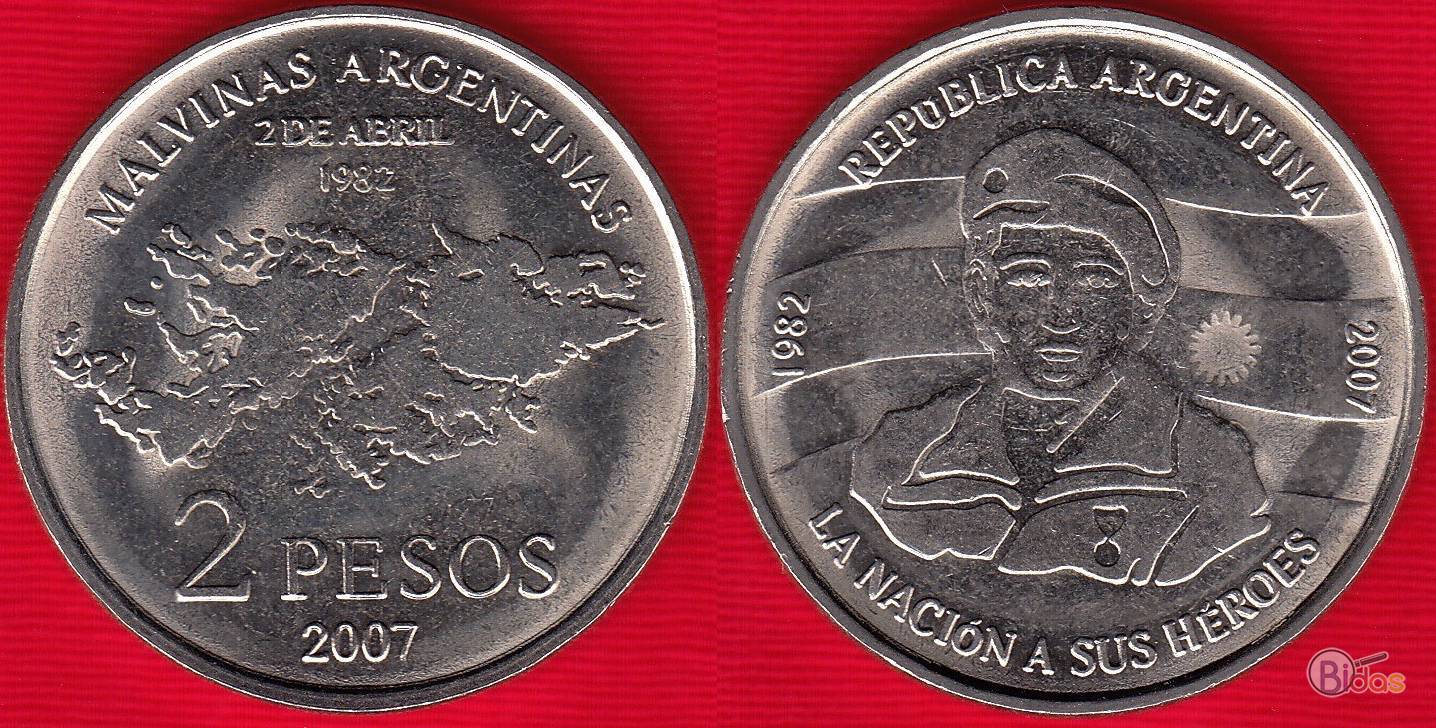 MALVINAS ARGENTINAS
2 DE ABRIL
1982
2 PESOS
2007
REPUBLICA ARGENTINA
1982
2007
LA NACIÓN A SUS HÉROES
Bidas